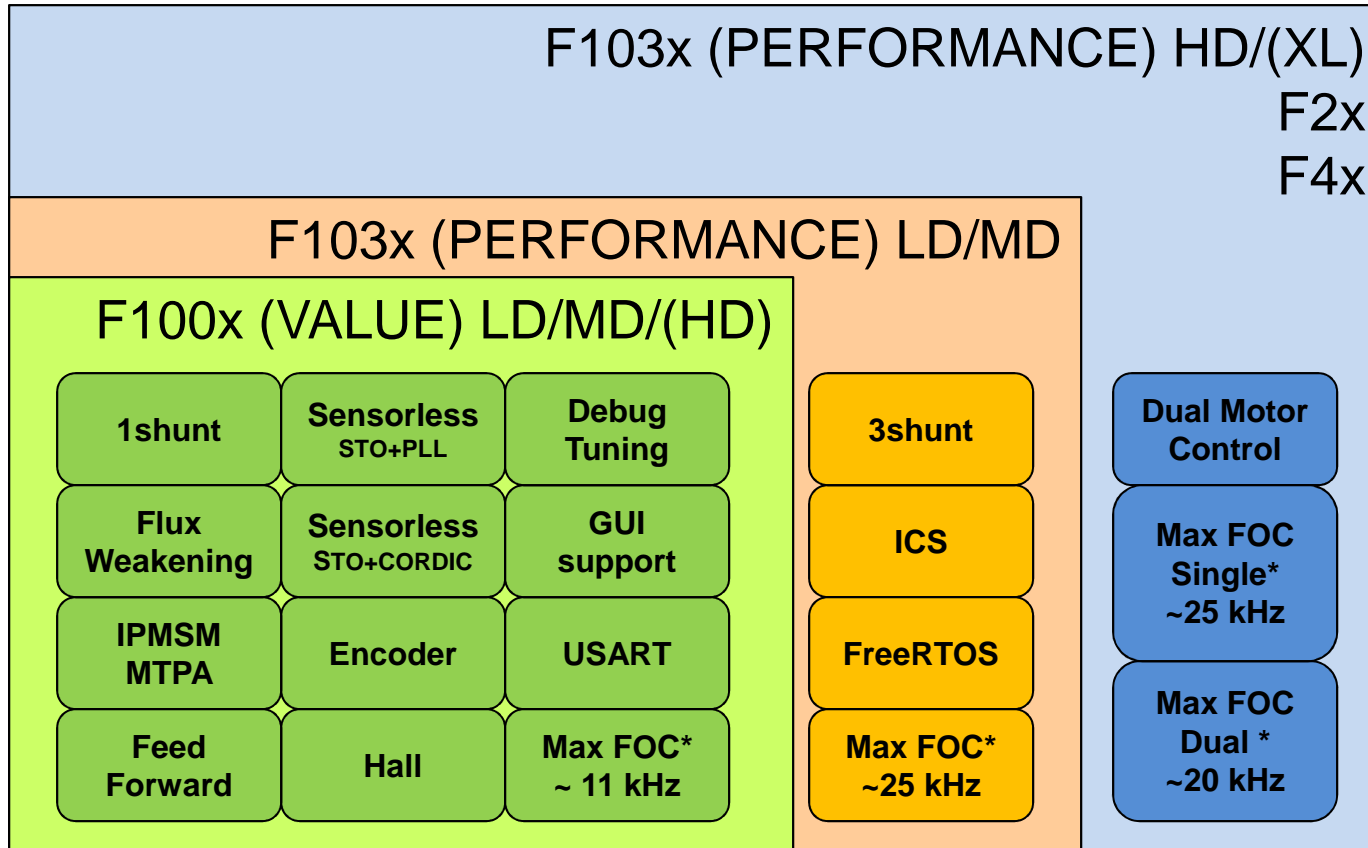 F103x (PERFORMANCE) HD/(XL)
F2x
F4x
F103x (PERFORMANCE) LD/MD
F100x (VALUE) LD/MD/(HD)
1shunt
Sensorless
STO+PLL
Debug
Tuning
3shunt
Dual Motor
Control
Flux
Weakening
Sensorless
STO+CORDIC
GUI
support
ICS
Max FOC
Single*
~25 kHz
IPMSM
MTPA
Encoder
USART
FreeRTOS
Max FOC
Dual *
~20 kHz
Feed
Forward
Hall
Max FOC*
~ 11 kHz
Max FOC*
~25 kHz